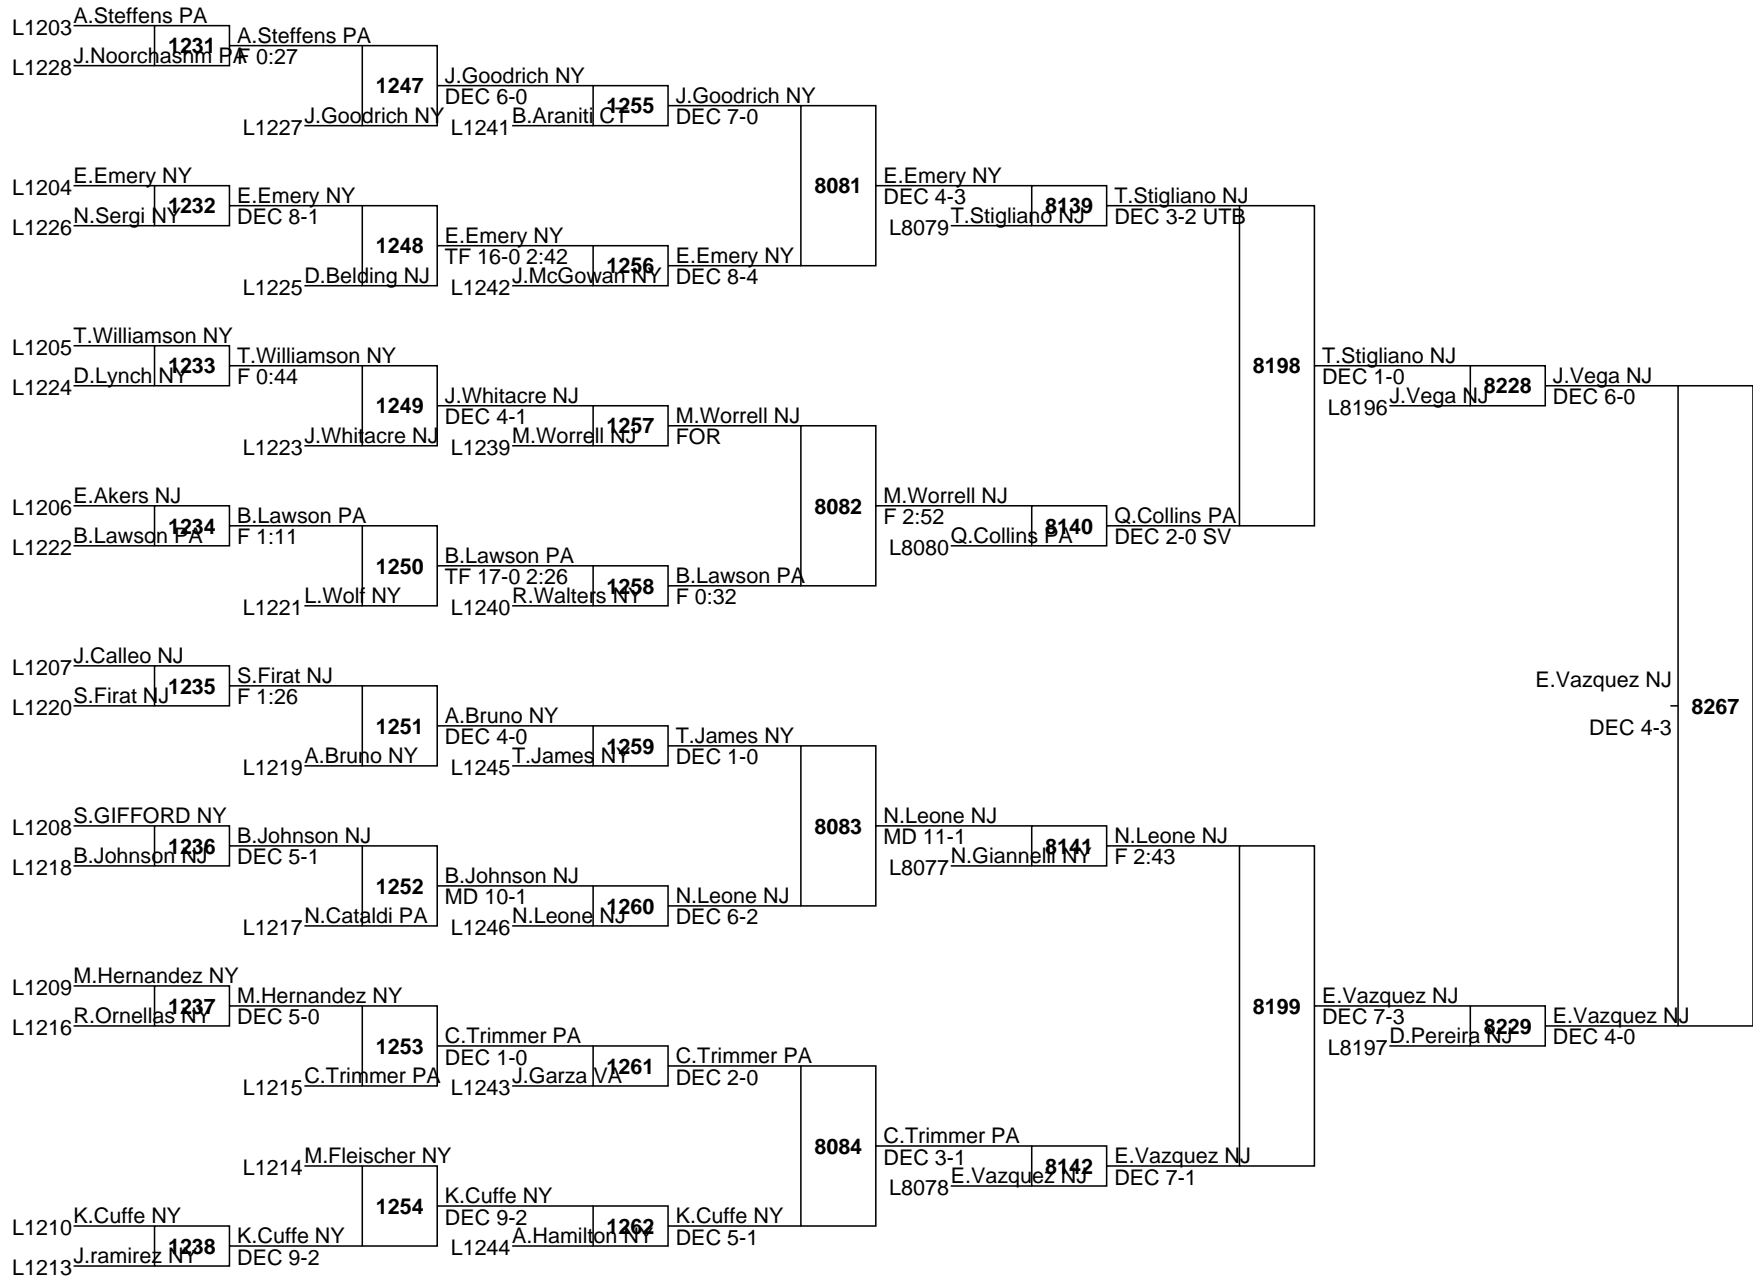 L1203 A.Steffens PA
1231
L1228 J.Noorchashm PA
A.Steffens PA
F 0:27
1247
L1227 J.Goodrich NY
J.Goodrich NY
DEC 6-0
1255
L1241 B.Araniti CT
J.Goodrich NY
DEC 7-0
L1204 E.Emery NY
1232
L1226 N.Sergi NY
E.Emery NY
DEC 8-1
1248
L1225 D.Belding NJ
E.Emery NY
TF 16-0 2:42
1256
L1242 J.McGowan NY
E.Emery NY
DEC 8-4
8081
E.Emery NY
DEC 4-3
8139
L8079 T.Stigliano NJ
T.Stigliano NJ
DEC 3-2 UTB
L1205 T.Williamson NY
1233
L1224 D.Lynch NY
T.Williamson NY
F 0:44
1249
L1223 J.Whitacre NJ
J.Whitacre NJ
DEC 4-1
1257
L1239 M.Worrell NJ
M.Worrell NJ
FOR
L1206 E.Akers NJ
1234
L1222 B.Lawson PA
B.Lawson PA
F 1:11
1250
L1221 L.Wolf NY
B.Lawson PA
TF 17-0 2:26
1258
L1240 R.Walters NY
B.Lawson PA
F 0:32
8082
M.Worrell NJ
F 2:52
8140
L8080 Q.Collins PA
Q.Collins PA
DEC 2-0 SV
8198
T.Stigliano NJ
DEC 1-0
8228
L8196 J.Vega NJ
J.Vega NJ
DEC 6-0
L1207 J.Calleo NJ
1235
L1220 S.Firat NJ
S.Firat NJ
F 1:26
1251
L1219 A.Bruno NY
A.Bruno NY
DEC 4-0
1259
L1245 T.James NY
T.James NY
DEC 1-0
L1208 S.GIFFORD NY
1236
L1218 B.Johnson NJ
B.Johnson NJ
DEC 5-1
1252
L1217 N.Cataldi PA
B.Johnson NJ
MD 10-1
1260
L1246 N.Leone NJ
N.Leone NJ
DEC 6-2
8083
N.Leone NJ
MD 11-1
8141
L8077 N.Giannelli NY
N.Leone NJ
F 2:43
L1209 M.Hernandez NY
1237
L1216 R.Ornellas NY
M.Hernandez NY
DEC 5-0
1253
L1215 C.Trimmer PA
C.Trimmer PA
DEC 1-0
1261
L1243 J.Garza VA
C.Trimmer PA
DEC 2-0
L1214 M.Fleischer NY
1254
L1210 K.Cuffe NY
1238
L1213 J.ramirez NY
K.Cuffe NY
DEC 9-2
K.Cuffe NY
DEC 9-2
1262
L1244 A.Hamilton NY
K.Cuffe NY
DEC 5-1
8084
C.Trimmer PA
DEC 3-1
8142
L8078 E.Vazquez NJ
E.Vazquez NJ
DEC 7-1
8199
E.Vazquez NJ
DEC 7-3
8229
L8197 D.Pereira NJ
E.Vazquez NJ
DEC 4-0
E.Vazquez NJ
8267
DEC 4-3